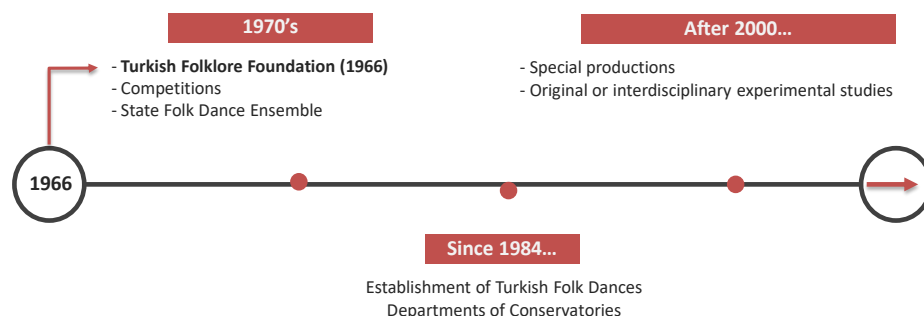 1970's
- Turkish Folklore Foundation (1966)
- Competitions
- State Folk Dance Ensemble
After 2000...
- Special productions
- Original or interdisciplinary experimental studies
1966
Since 1984...
Establishment of Turkish Folk Dances
Departments of Conservatories